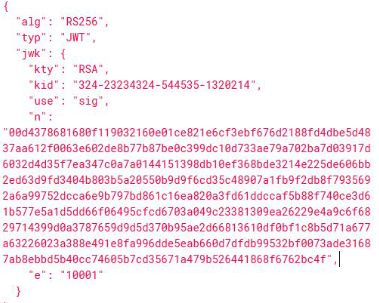 {
"alg": "RS256",
"typ": "JWT",
"jwk": {
"kty": "RSA",
"kid": "324-23234324-544535-1320214",
"use": "sig",
"n":
"00d4378681680f119032160e01ce821e6cf3ebf676d2188fd4dbe5d48
37aa612f0063e602de8b77b87be0c399dc10d733ae79a702ba7d03917d
6032d4d35f7ea347c0a7a0144151398db10ef368bde3214e225de606bb
2ed63d9fd3404b803b5a20550b9d9f6cd35c48907a1fb9f2db8f793569
2a6a99752dcca6e9b797bd861c16ea820a3fd61ddccaf5b88f740ce3d6
1b577e5a1d5dd66f06495cfcd6703a049c23381309ea26229e4a9c6f68
29714399d0a3787659d9d5d370b95ae2d66813610df0bf1c8b5d71a677
a63226023a388e491e8fa996dde5eab660d7dfdb99532bf0073ade3168
7ab8ebbd5b40cc74605b7cd35671a479b526441868f6762bc4f",
"e": "10001"
}